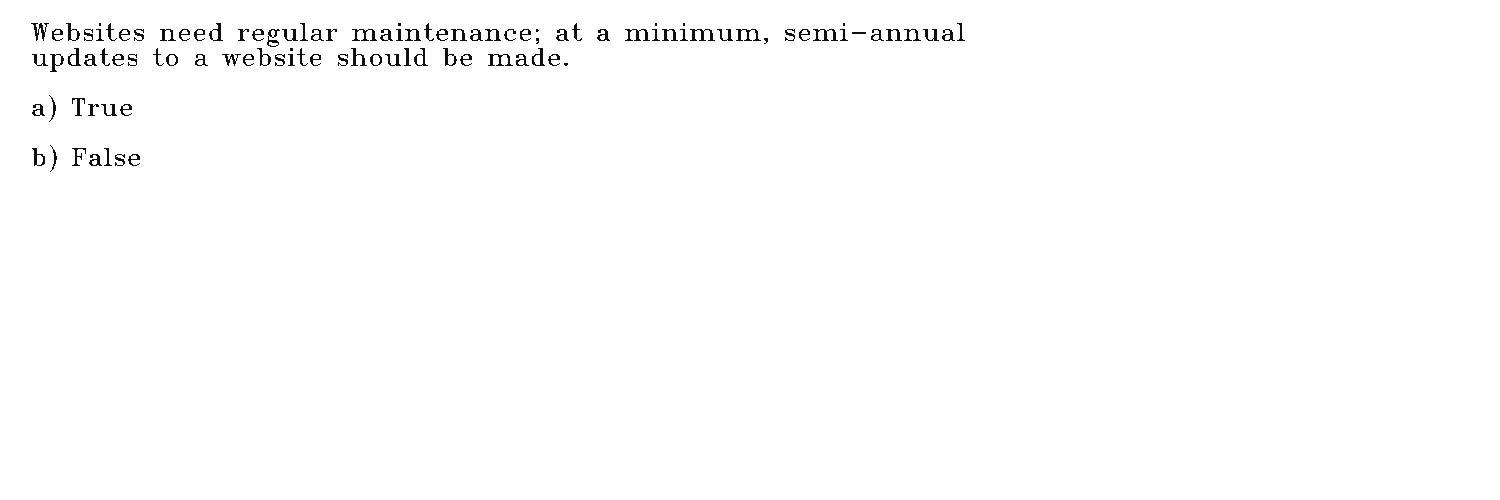 Websites need regular maintenance; at a minimum, semi-annual
updates to a website should be made.
a) True
b) False